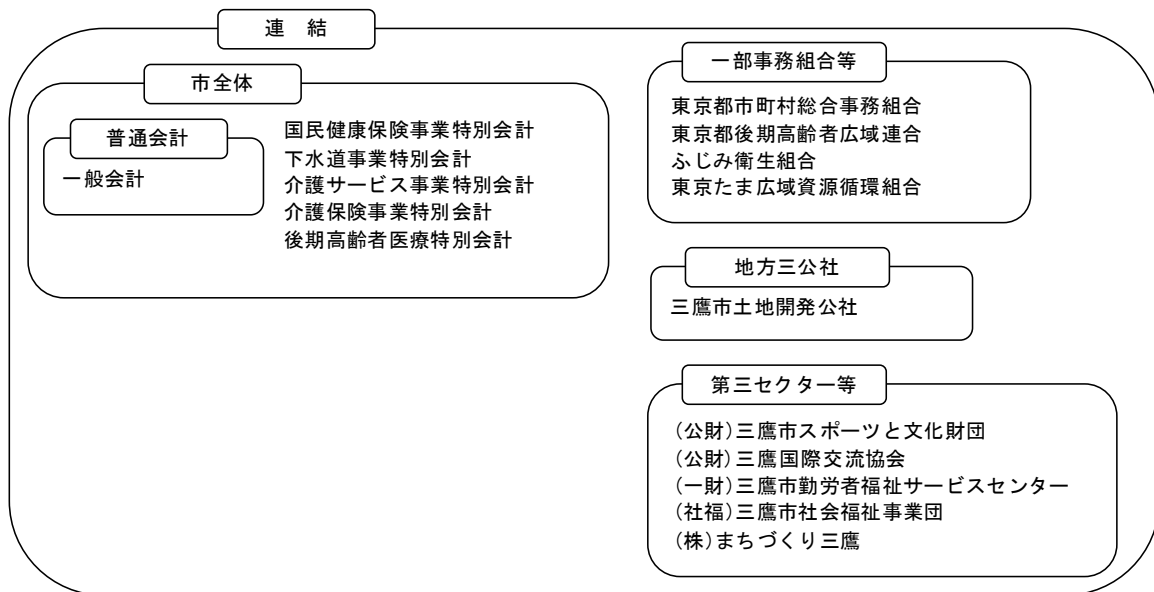 連 結
市全体
普通会計
一般会計
国民健康保険事業特別会計
下水道事業特別会計
介護サービス事業特別会計
介護保険事業特別会計
後期高齢者医療特別会計
一部事務組合等
東京都市町村総合事務組合
東京都後期高齢者広域連合
ふじみ衛生組合
東京たま広域資源循環組合
地方三公社
三鷹市土地開発公社
第三セクター等
(公財)三鷹市スポーツと文化財団
(公財)三鷹国際交流協会
(一財)三鷹市勤労者福祉サービスセンター
(社福)三鷹市社会福祉事業団
(株)まちづくり三鷹